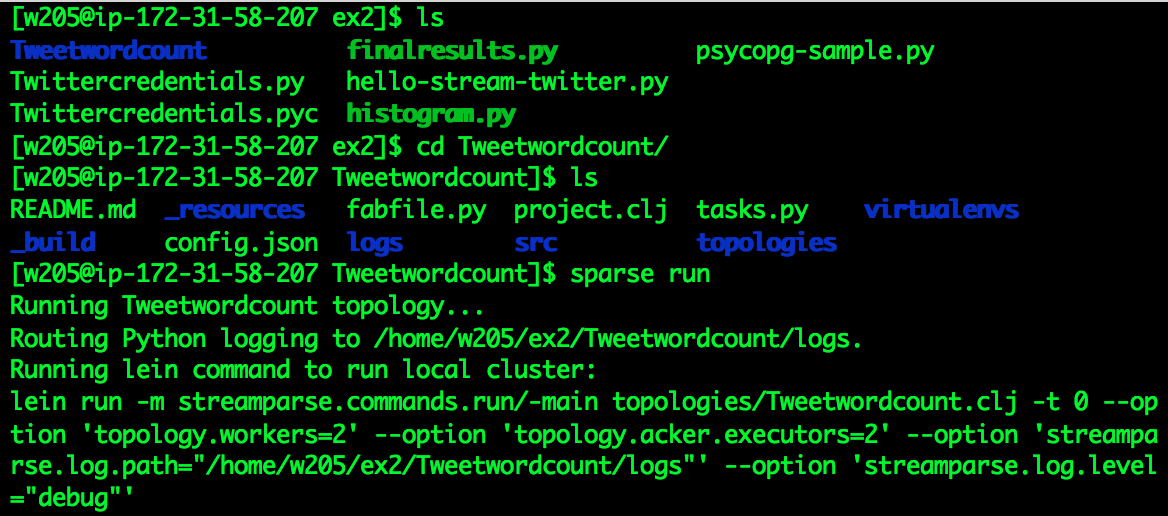 [w205@ip-172-31-58-207 ex2]$ ls
Tweetwordcount          finalresults.py          psycopg-sample.py
Twittercredentials.py   hello-stream-twitter.py
Twittercredentials.pyc  histogram.py
[w205@ip-172-31-58-207 ex2]$ cd Tweetwordcount/
[w205@ip-172-31-58-207 Tweetwordcount]$ ls
README.md  _resources   fabfile.py  project.clj  tasks.py    virtualenvs
_build     config.json  logs        src          topologies
[w205@ip-172-31-58-207 Tweetwordcount]$ sparse run
Running Tweetwordcount topology...
Routing Python logging to /home/w205/ex2/Tweetwordcount/logs.
Running lein command to run local cluster:
lein run -m streamparse.commands.run/-main topologies/Tweetwordcount.clj -t 0 --op
tion 'topology.workers=2' --option 'topology.acker.executors=2' --option 'streampa
rse.log.path="/home/w205/ex2/Tweetwordcount/logs"' --option 'streamparse.log.level
="debug"'